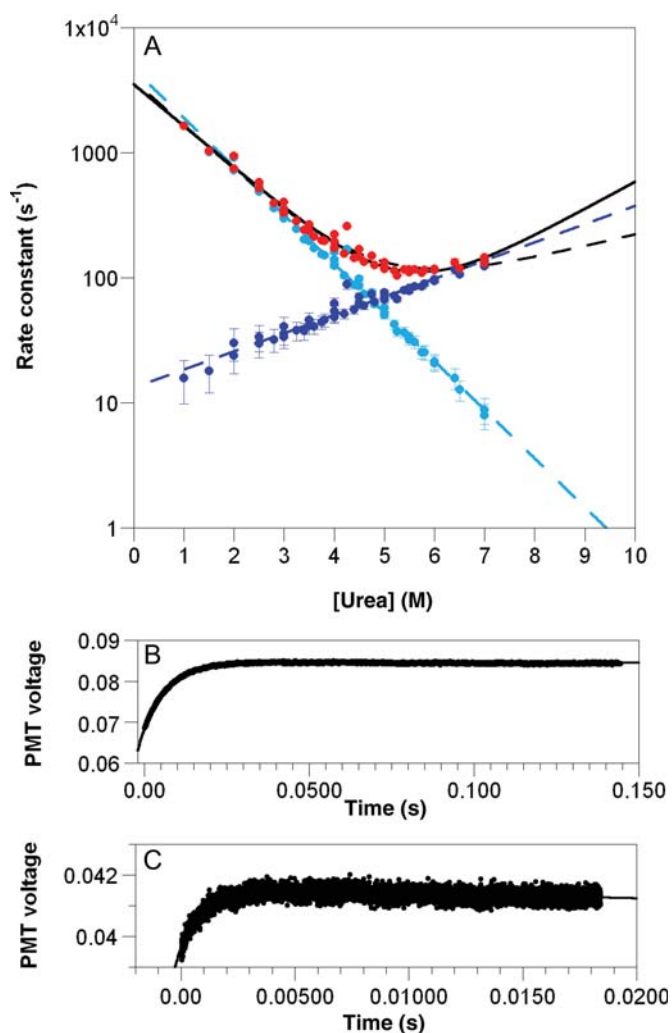 A
1x10⁴
1000
100
10
1
Rate constant (s⁻¹)
0 1 2 3 4 5 6 7 8 9 10
[Urea] (M)
B
0.09
0.08
0.07
0.06
PMT voltage
0.00 0.0500 0.100 0.150
Time (s)
C
0.042
0.04
PMT voltage
0.00 0.00500 0.0100 0.0150 0.0200
Time (s)